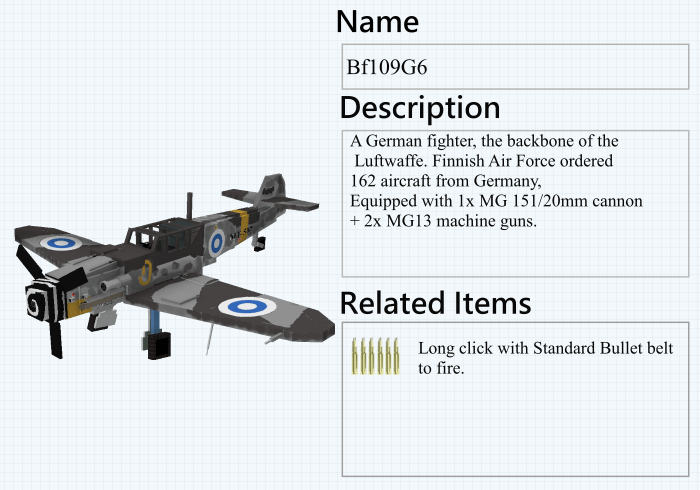 Name
Bf109G6
Description
A German fighter, the backbone of the
Luftwaffe. Finnish Air Force ordered
162 aircraft from Germany,
Equipped with 1x MG 151/20mm cannon
+ 2x MG13 machine guns.
Related Items
Long click with Standard Bullet belt
to fire.